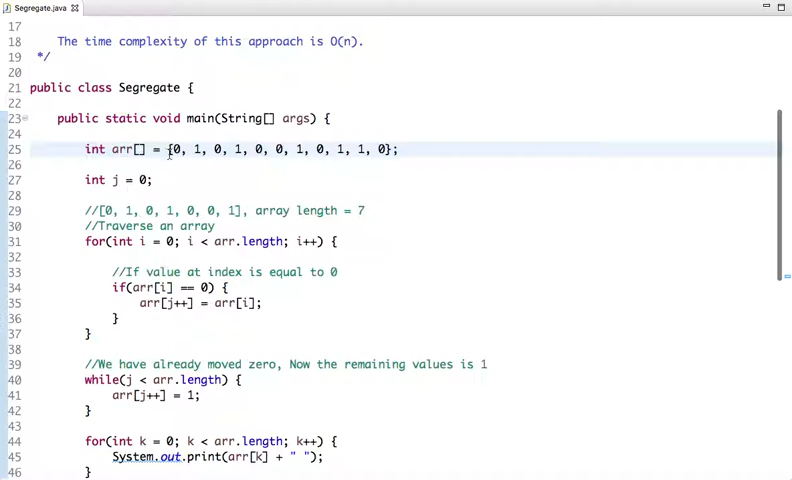 Segregate.java
17
18 The time complexity of this approach is O(n).
19 */
20
21 public class Segregate {
22
23 public static void main(String[] args) {
24
25 int arr[] = {0, 1, 0, 1, 0, 0, 1, 0, 1, 1, 0};
26
27 int j = 0;
28
29 //[0, 1, 0, 1, 0, 0, 1], array length = 7
30 //Traverse an array
31 for(int i = 0; i < arr.length; i++) {
32
33 //If value at index is equal to 0
34 if(arr[i] == 0) {
35 arr[j++] = arr[i];
36 }
37 }
38
39 //We have already moved zero, Now the remaining values is 1
40 while(j < arr.length) {
41 arr[j++] = 1;
42 }
43
44 for(int k = 0; k < arr.length; k++) {
45 System.out.print(arr[k] + " ");
46 }